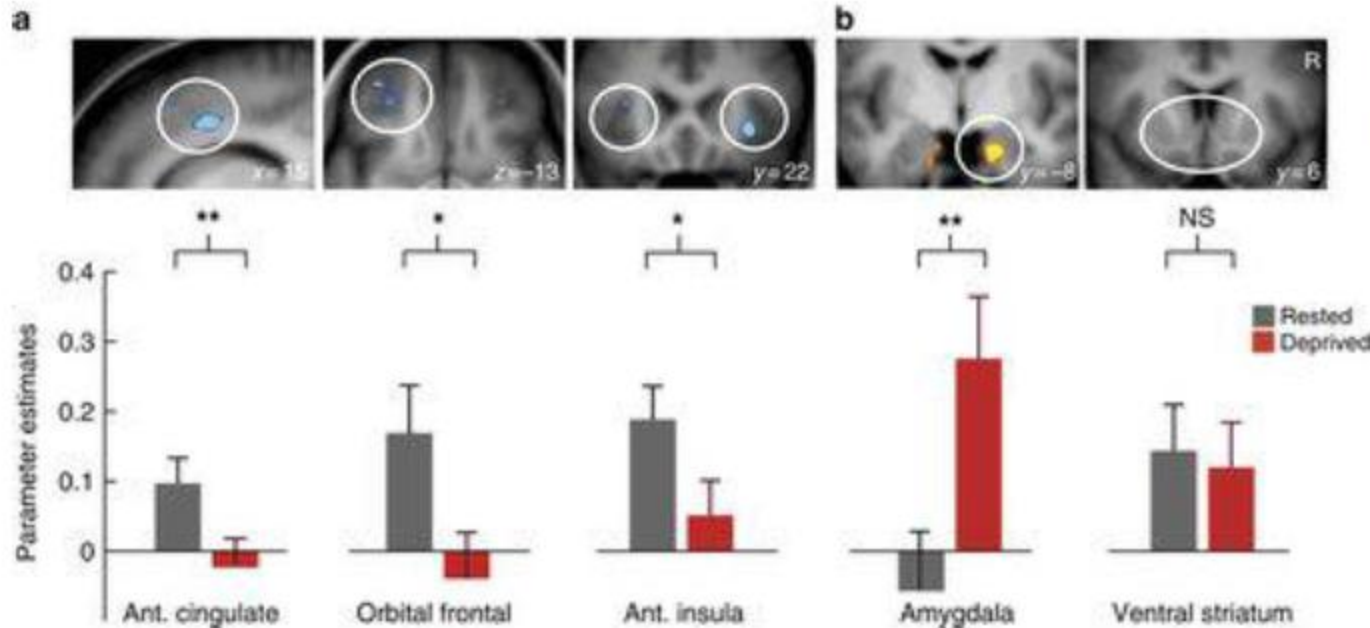 a
b
R
x=15
z=-13
y=22
y=-8
y=6
**
*
*
**
NS
Parameter estimates
0.4
0.3
0.2
0.1
0
Rested
Deprived
Ant. cingulate
Orbital frontal
Ant. insula
Amygdala
Ventral striatum